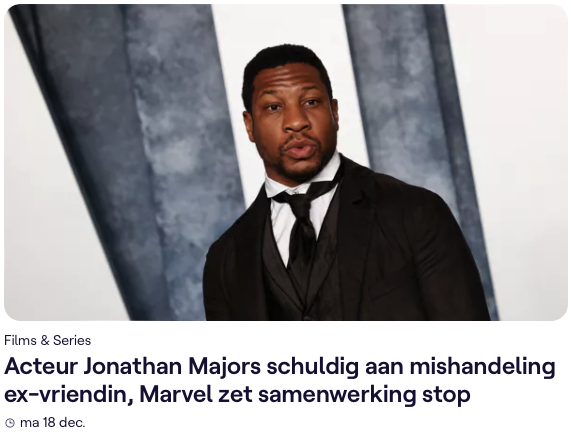 Films & Series
Acteur Jonathan Majors schuldig aan mishandeling
ex-vriendin, Marvel zet samenwerking stop
ma 18 dec.